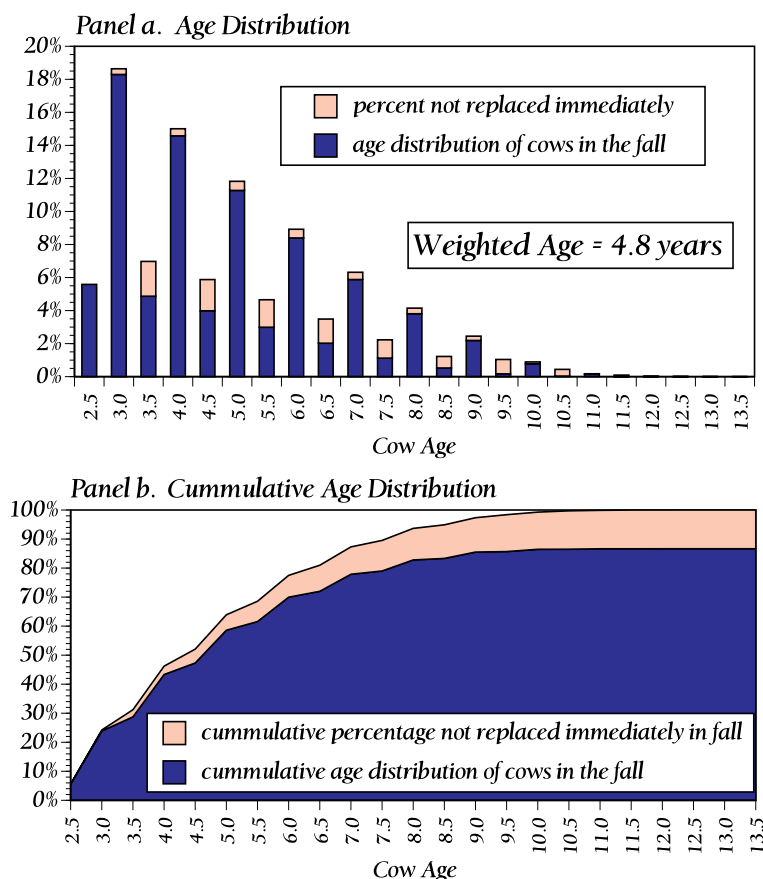 Panel a. Age Distribution
20%
18%
16%
14%
12%
10%
8%
6%
4%
2%
0%
percent not replaced immediately
age distribution of cows in the fall
Weighted Age = 4.8 years
2.5 3.0 3.5 4.0 4.5 5.0 5.5 6.0 6.5 7.0 7.5 8.0 8.5 9.0 9.5 10.0 10.5 11.0 11.5 12.0 12.5 13.0 13.5
Cow Age
Panel b. Cummulative Age Distribution
100%
90%
80%
70%
60%
50%
40%
30%
20%
10%
0%
cummulative percentage not replaced immediately in fall
cummulative age distribution of cows in the fall
2.5 3.0 3.5 4.0 4.5 5.0 5.5 6.0 6.5 7.0 7.5 8.0 8.5 9.0 9.5 10.0 10.5 11.0 11.5 12.0 12.5 13.0 13.5
Cow Age